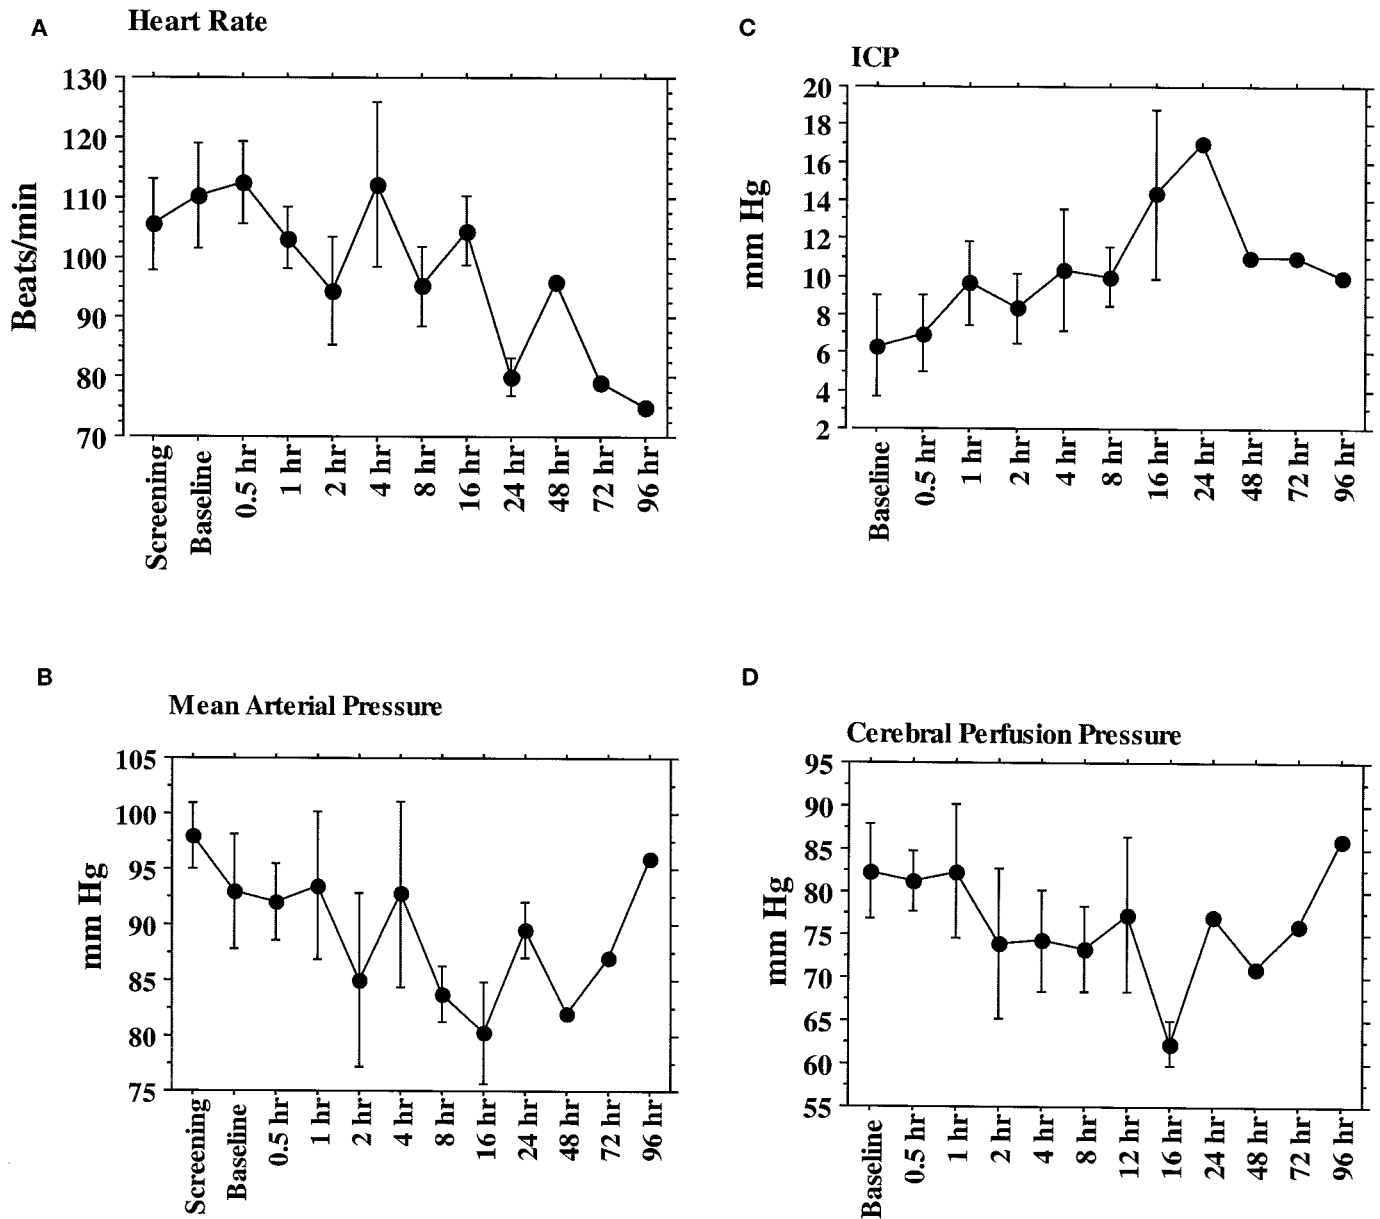 A
Heart Rate
130
120
110
100
90
80
70
Beats/min
Screening
Baseline
0.5 hr
1 hr
2 hr
4 hr
8 hr
16 hr
24 hr
48 hr
72 hr
96 hr
C
ICP
20
18
16
14
12
10
8
6
4
2
mm Hg
Baseline
0.5 hr
1 hr
2 hr
4 hr
8 hr
16 hr
24 hr
48 hr
72 hr
96 hr
B
Mean Arterial Pressure
105
100
95
90
85
80
75
mm Hg
Screening
Baseline
0.5 hr
1 hr
2 hr
4 hr
8 hr
16 hr
24 hr
48 hr
72 hr
96 hr
D
Cerebral Perfusion Pressure
95
90
85
80
75
70
65
60
55
mm Hg
Baseline
0.5 hr
1 hr
2 hr
4 hr
8 hr
12 hr
16 hr
24 hr
48 hr
72 hr
96 hr